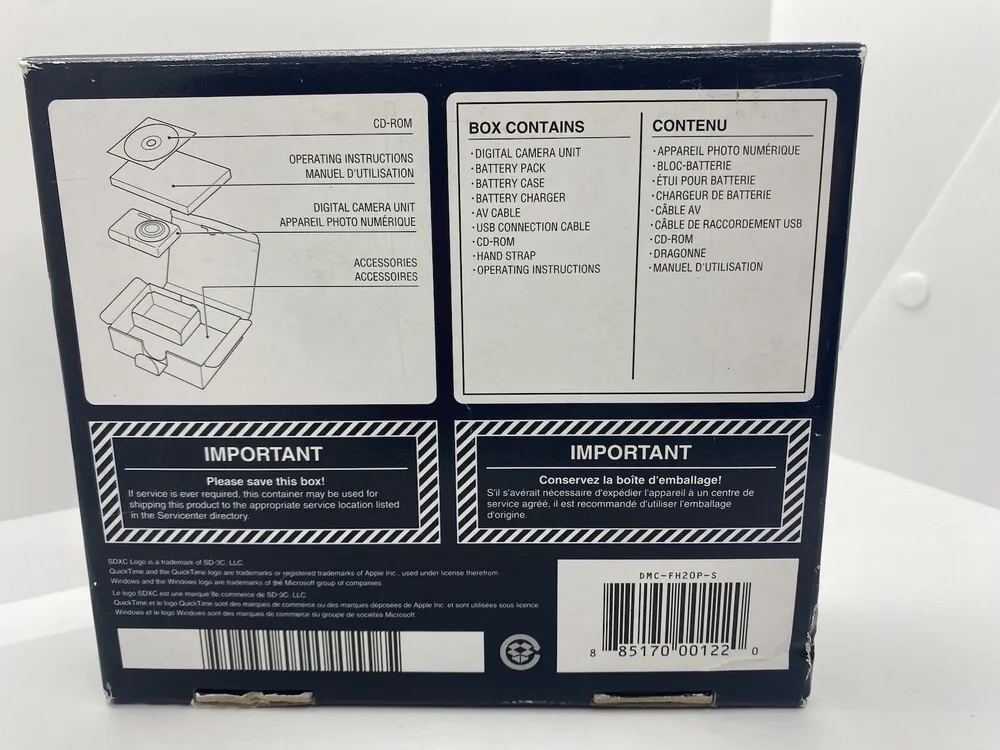 CD-ROM
OPERATING INSTRUCTIONS
MANUEL D'UTILISATION
DIGITAL CAMERA UNIT
APPAREIL PHOTO NUMÉRIQUE
ACCESSORIES
ACCESSOIRES
BOX CONTAINS
·DIGITAL CAMERA UNIT
·BATTERY PACK
·BATTERY CASE
·BATTERY CHARGER
·AV CABLE
·USB CONNECTION CABLE
·CD-ROM
·HAND STRAP
·OPERATING INSTRUCTIONS
CONTENU
·APPAREIL PHOTO NUMÉRIQUE
·BLOC-BATTERIE
·ÉTUI POUR BATTERIE
·CHARGEUR DE BATTERIE
·CÂBLE AV
·CÂBLE DE RACCORDEMENT USB
·CD-ROM
·DRAGONNE
·MANUEL D'UTILISATION
IMPORTANT
Please save this box!
If service is ever required, this container may be used for
shipping this product to the appropriate service location listed
in the Servicenter directory.
IMPORTANT
Conservez la boîte d'emballage!
S'il s'avérait nécessaire d'expédier l'appareil à un centre de
service agréé, il est recommandé d'utiliser l'emballage
d'origine.
SDXC Logo is a trademark of SD-3C, LLC.
QuickTime and the QuickTime logo are trademarks or registered trademarks of Apple Inc., used under license therefrom.
Windows and the Windows logo are trademarks of the Microsoft group of companies.
Le logo SDXC est une marque de commerce de SD-3C, LLC.
QuickTime et le logo QuickTime sont des marques de commerce ou des marques déposées de Apple Inc. et sont utilisées sous licence.
Windows et le logo Windows sont des marques de commerce du groupe de sociétés Microsoft.
DMC-FH20P-S
8 85170 00122 0